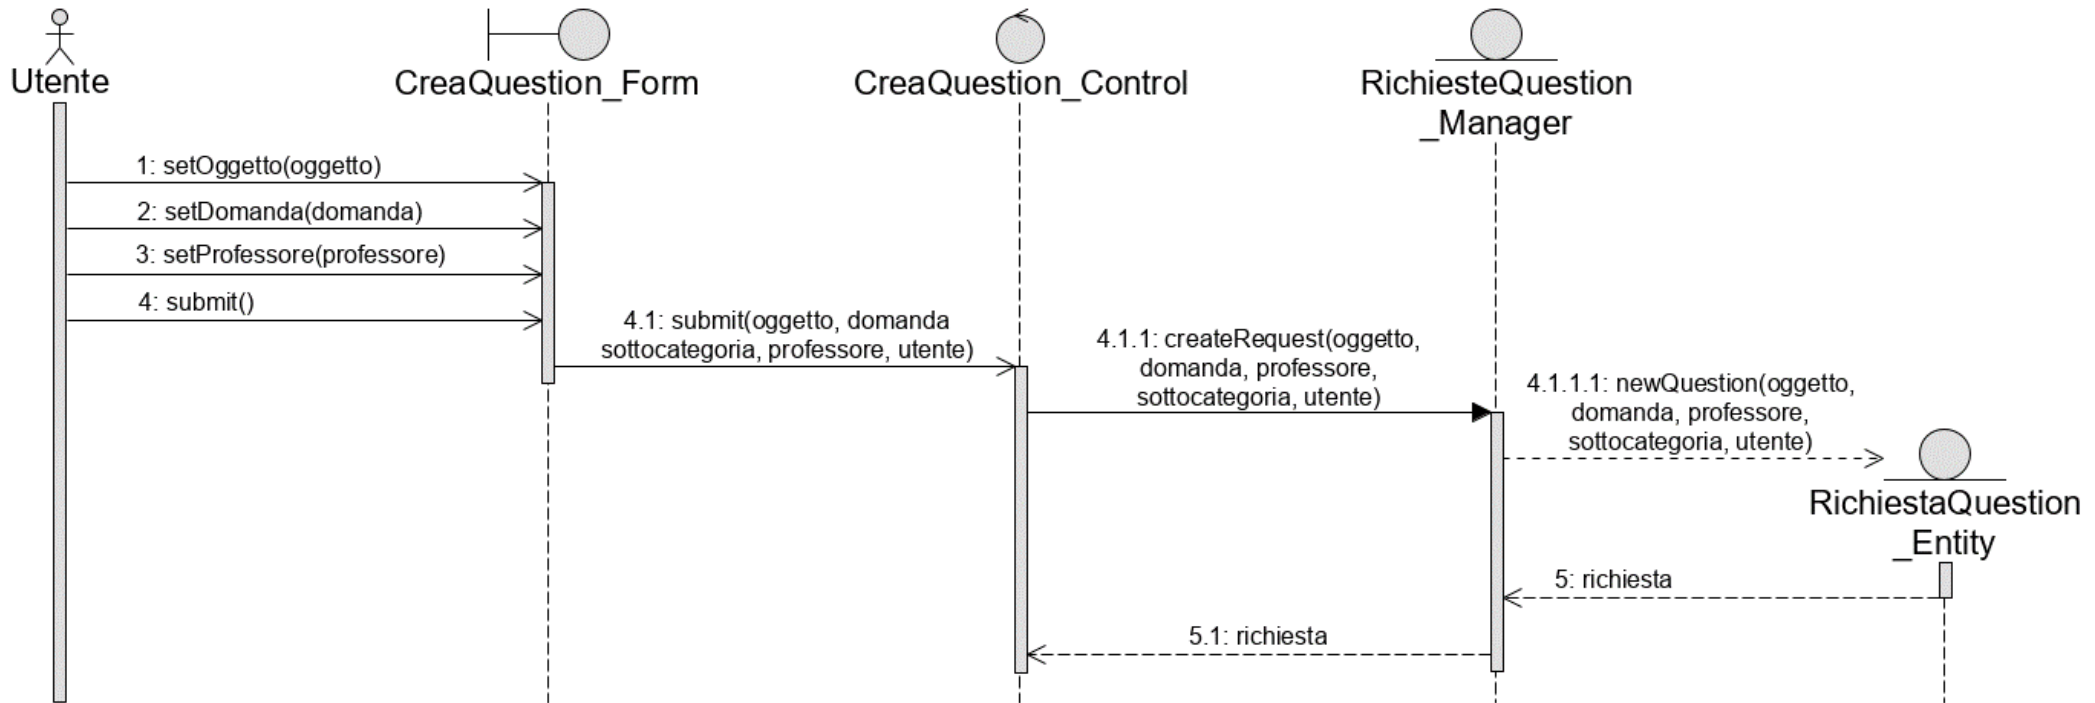 Utente
CreaQuestion_Form
CreaQuestion_Control
RichiesteQuestion
_Manager
1: setOggetto(oggetto)
2: setDomanda(domanda)
3: setProfessore(professore)
4: submit()
4.1: submit(oggetto, domanda
sottocategoria, professore, utente)
4.1.1: createRequest(oggetto,
domanda, professore,
sottocategoria, utente)
4.1.1.1: newQuestion(oggetto,
domanda, professore,
sottocategoria, utente)
RichiestaQuestion
_Entity
5: richiesta
5.1: richiesta